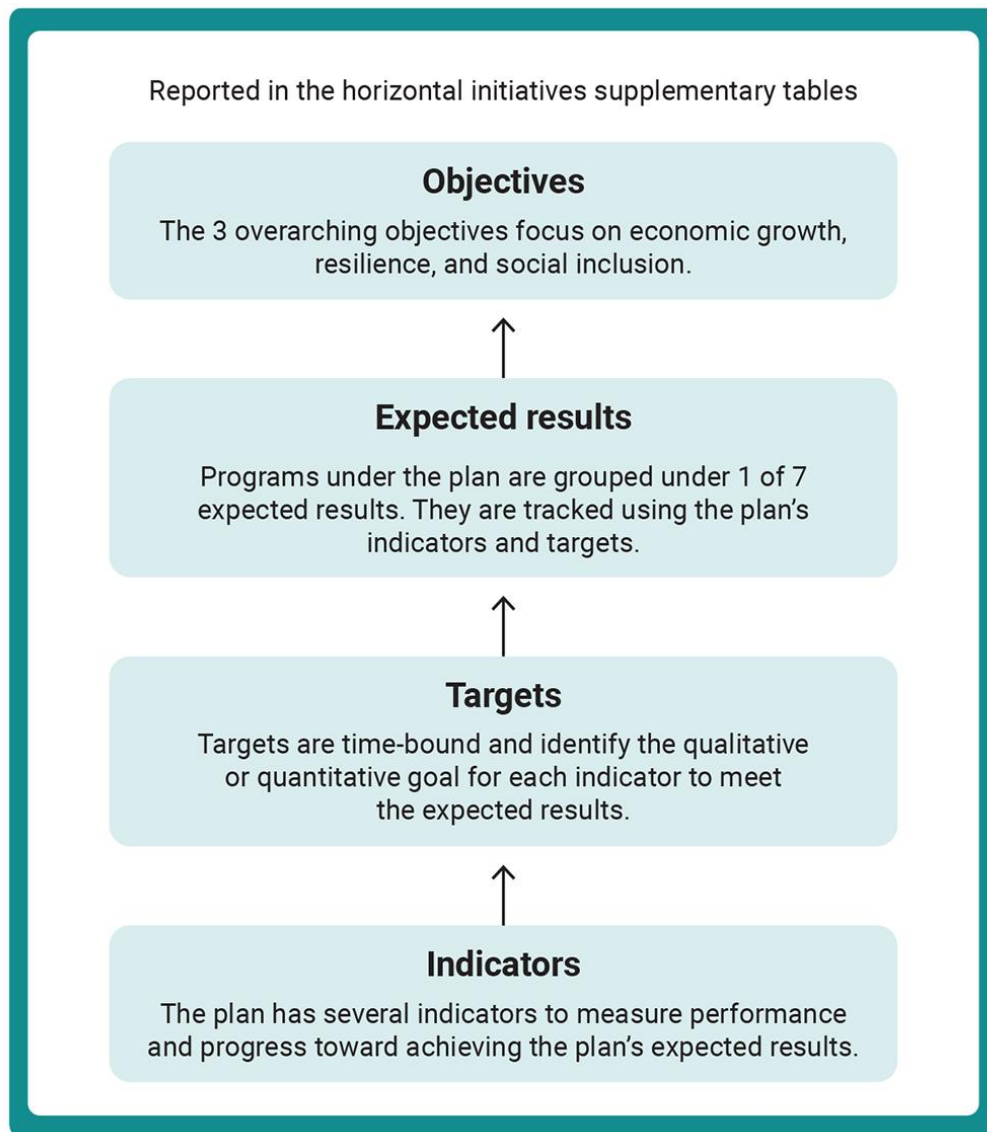 Reported in the horizontal initiatives supplementary tables
Objectives
The 3 overarching objectives focus on economic growth,
resilience, and social inclusion.
Expected results
Programs under the plan are grouped under 1 of 7
expected results. They are tracked using the plan’s
indicators and targets.
Targets
Targets are time-bound and identify the qualitative
or quantitative goal for each indicator to meet
the expected results.
Indicators
The plan has several indicators to measure performance
and progress toward achieving the plan’s expected results.